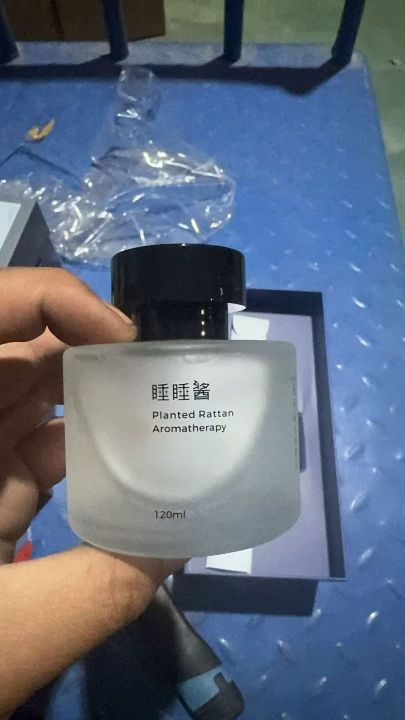 睡睡酱
Planted Rattan
Aromatherapy
120ml